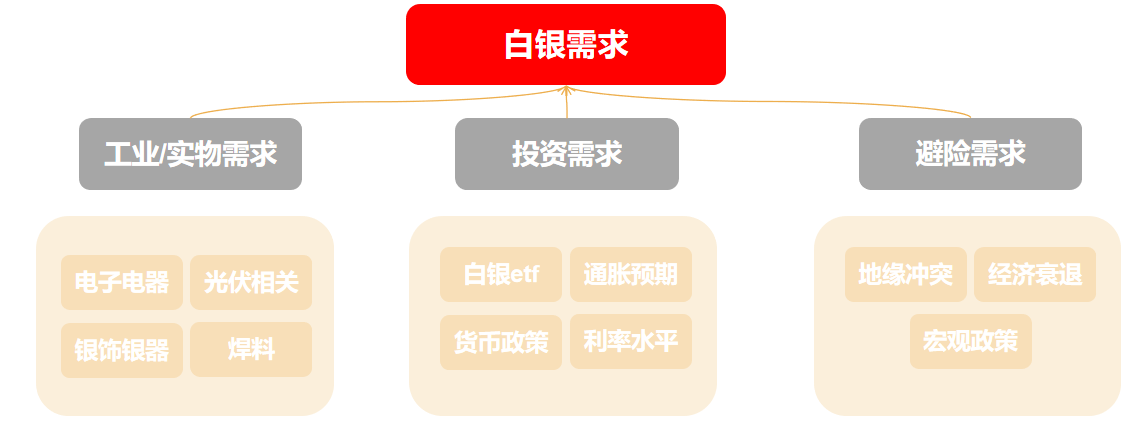 白银需求
工业/实物需求
投资需求
避险需求
电子电器
光伏相关
银饰银器
焊料
白银etf
通胀预期
货币政策
利率水平
地缘冲突
经济衰退
宏观政策